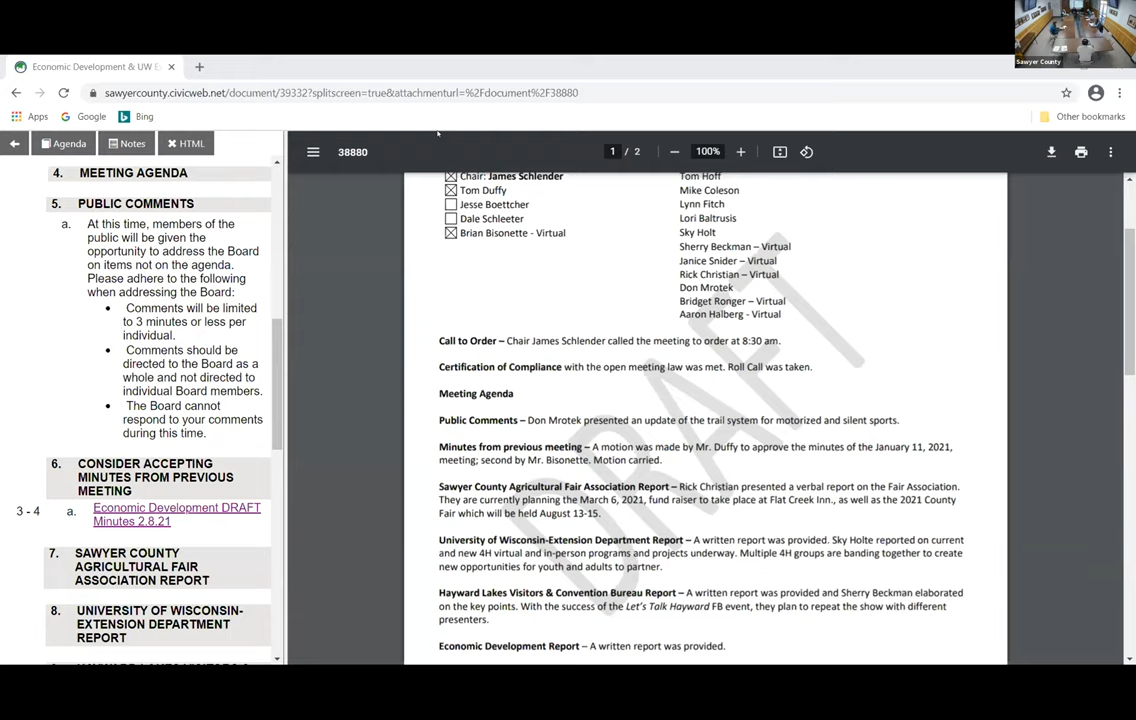 Sawyer County
Economic Development & UW E
sawyercounty.civicweb.net/document/39332?splitscreen=true&attachmenturl=%2Fdocument%2F38880
Apps
Google
Bing
Other bookmarks
Agenda
Notes
HTML
4. MEETING AGENDA
5. PUBLIC COMMENTS
a. At this time, members of the
public will be given the
opportunity to address the Board
on items not on the agenda.
Please adhere to the following
when addressing the Board:
• Comments will be limited
to 3 minutes or less per
individual.
• Comments should be
directed to the Board as a
whole and not directed to
individual Board members.
• The Board cannot
respond to your comments
during this time.
6. CONSIDER ACCEPTING
MINUTES FROM PREVIOUS
MEETING
3 - 4 a. Economic Development DRAFT
Minutes 2.8.21
7. SAWYER COUNTY
AGRICULTURAL FAIR
ASSOCIATION REPORT
8. UNIVERSITY OF WISCONSIN-
EXTENSION DEPARTMENT
REPORT
38880
1 / 2
100%
Chair: James Schlender
Tom Duffy
Jesse Boettcher
Dale Schleeter
Brian Bisonette - Virtual
Tom Hoff
Mike Coleson
Lynn Fitch
Lori Baltrusis
Sky Holt
Sherry Beckman – Virtual
Janice Snider – Virtual
Rick Christian – Virtual
Don Mrotek
Bridget Ronger – Virtual
Aaron Halberg - Virtual
DRAFT
Call to Order – Chair James Schlender called the meeting to order at 8:30 am.
Certification of Compliance with the open meeting law was met. Roll Call was taken.
Meeting Agenda
Public Comments – Don Mrotek presented an update of the trail system for motorized and silent sports.
Minutes from previous meeting – A motion was made by Mr. Duffy to approve the minutes of the January 11, 2021,
meeting; second by Mr. Bisonette. Motion carried.
Sawyer County Agricultural Fair Association Report – Rick Christian presented a verbal report on the Fair Association.
They are currently planning the March 6, 2021, fund raiser to take place at Flat Creek Inn., as well as the 2021 County
Fair which will be held August 13-15.
University of Wisconsin-Extension Department Report – A written report was provided. Sky Holte reported on current
and new 4H virtual and in-person programs and projects underway. Multiple 4H groups are banding together to create
new opportunities for youth and adults to partner.
Hayward Lakes Visitors & Convention Bureau Report – A written report was provided and Sherry Beckman elaborated
on the key points. With the success of the Let's Talk Hayward FB event, they plan to repeat the show with different
presenters.
Economic Development Report – A written report was provided.